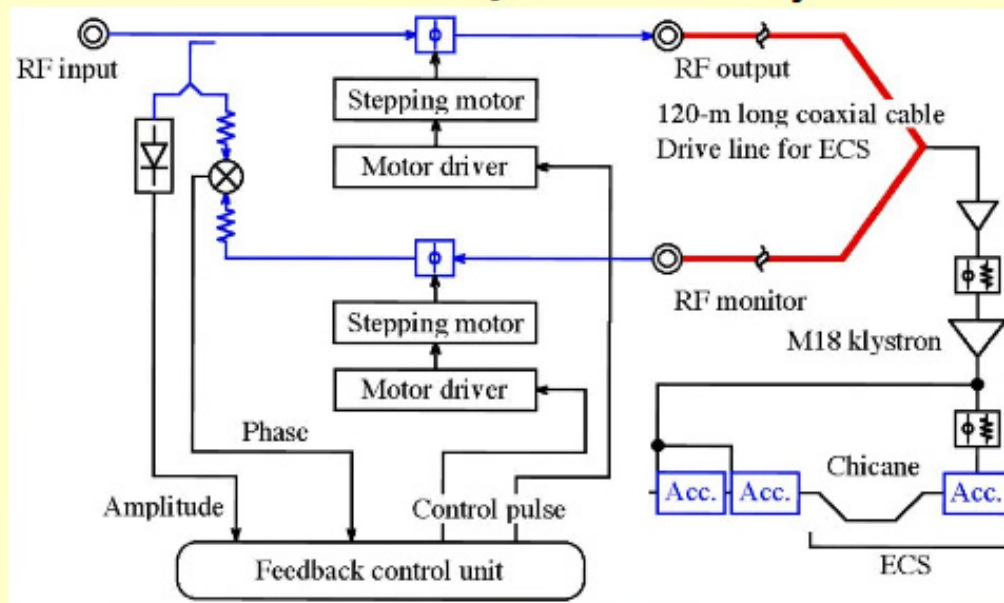 RF input
ϕ
RF output
Stepping motor
120-m long coaxial cable
Drive line for ECS
Motor driver
ϕ
RF monitor
ϕ
Stepping motor
M18 klystron
Motor driver
Phase
ϕ
Chicane
Acc.
Acc.
Acc.
Amplitude
Control pulse
ECS
Feedback control unit